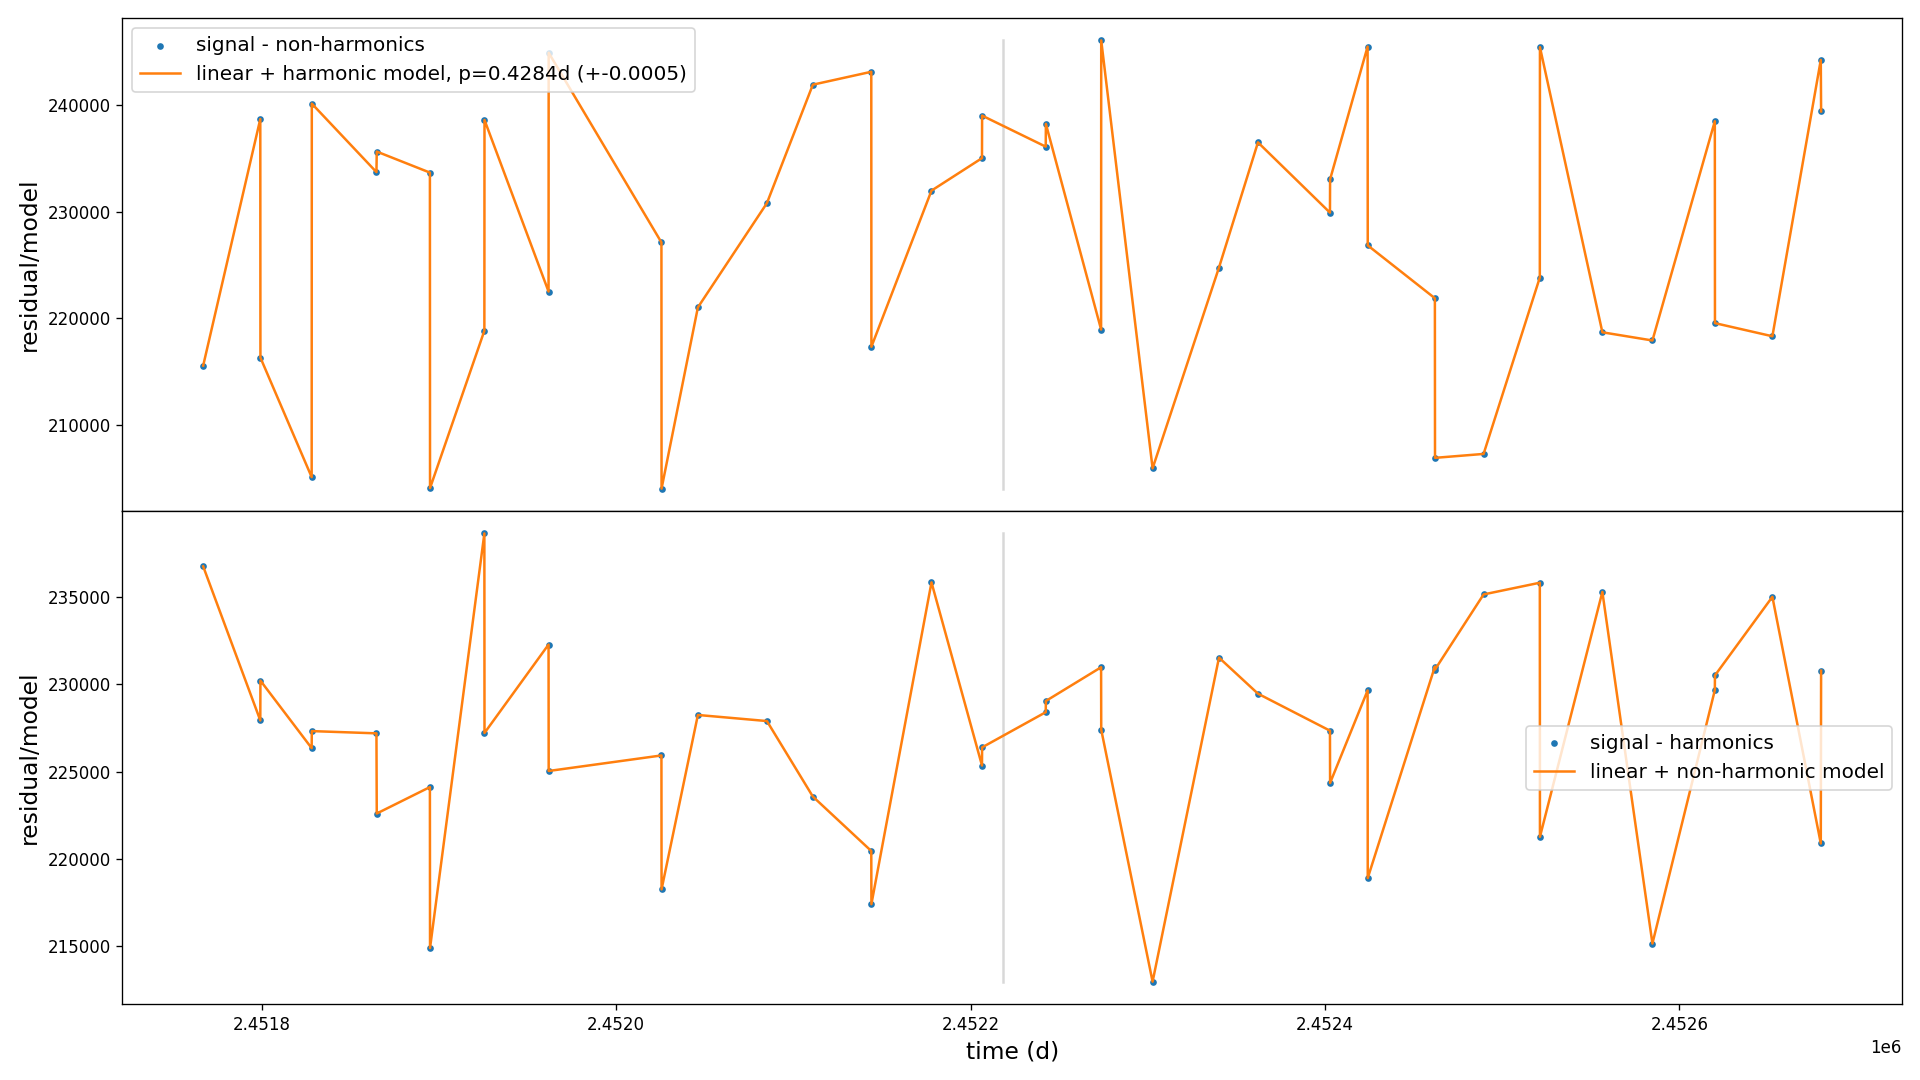 signal - non-harmonics
linear + harmonic model, p=0.4284d (+-0.0005)
residual/model
240000
230000
220000
210000
residual/model
235000
230000
225000
220000
215000
signal - harmonics
linear + non-harmonic model
2.4518
2.4520
2.4522
2.4524
2.4526
time (d)
1e6